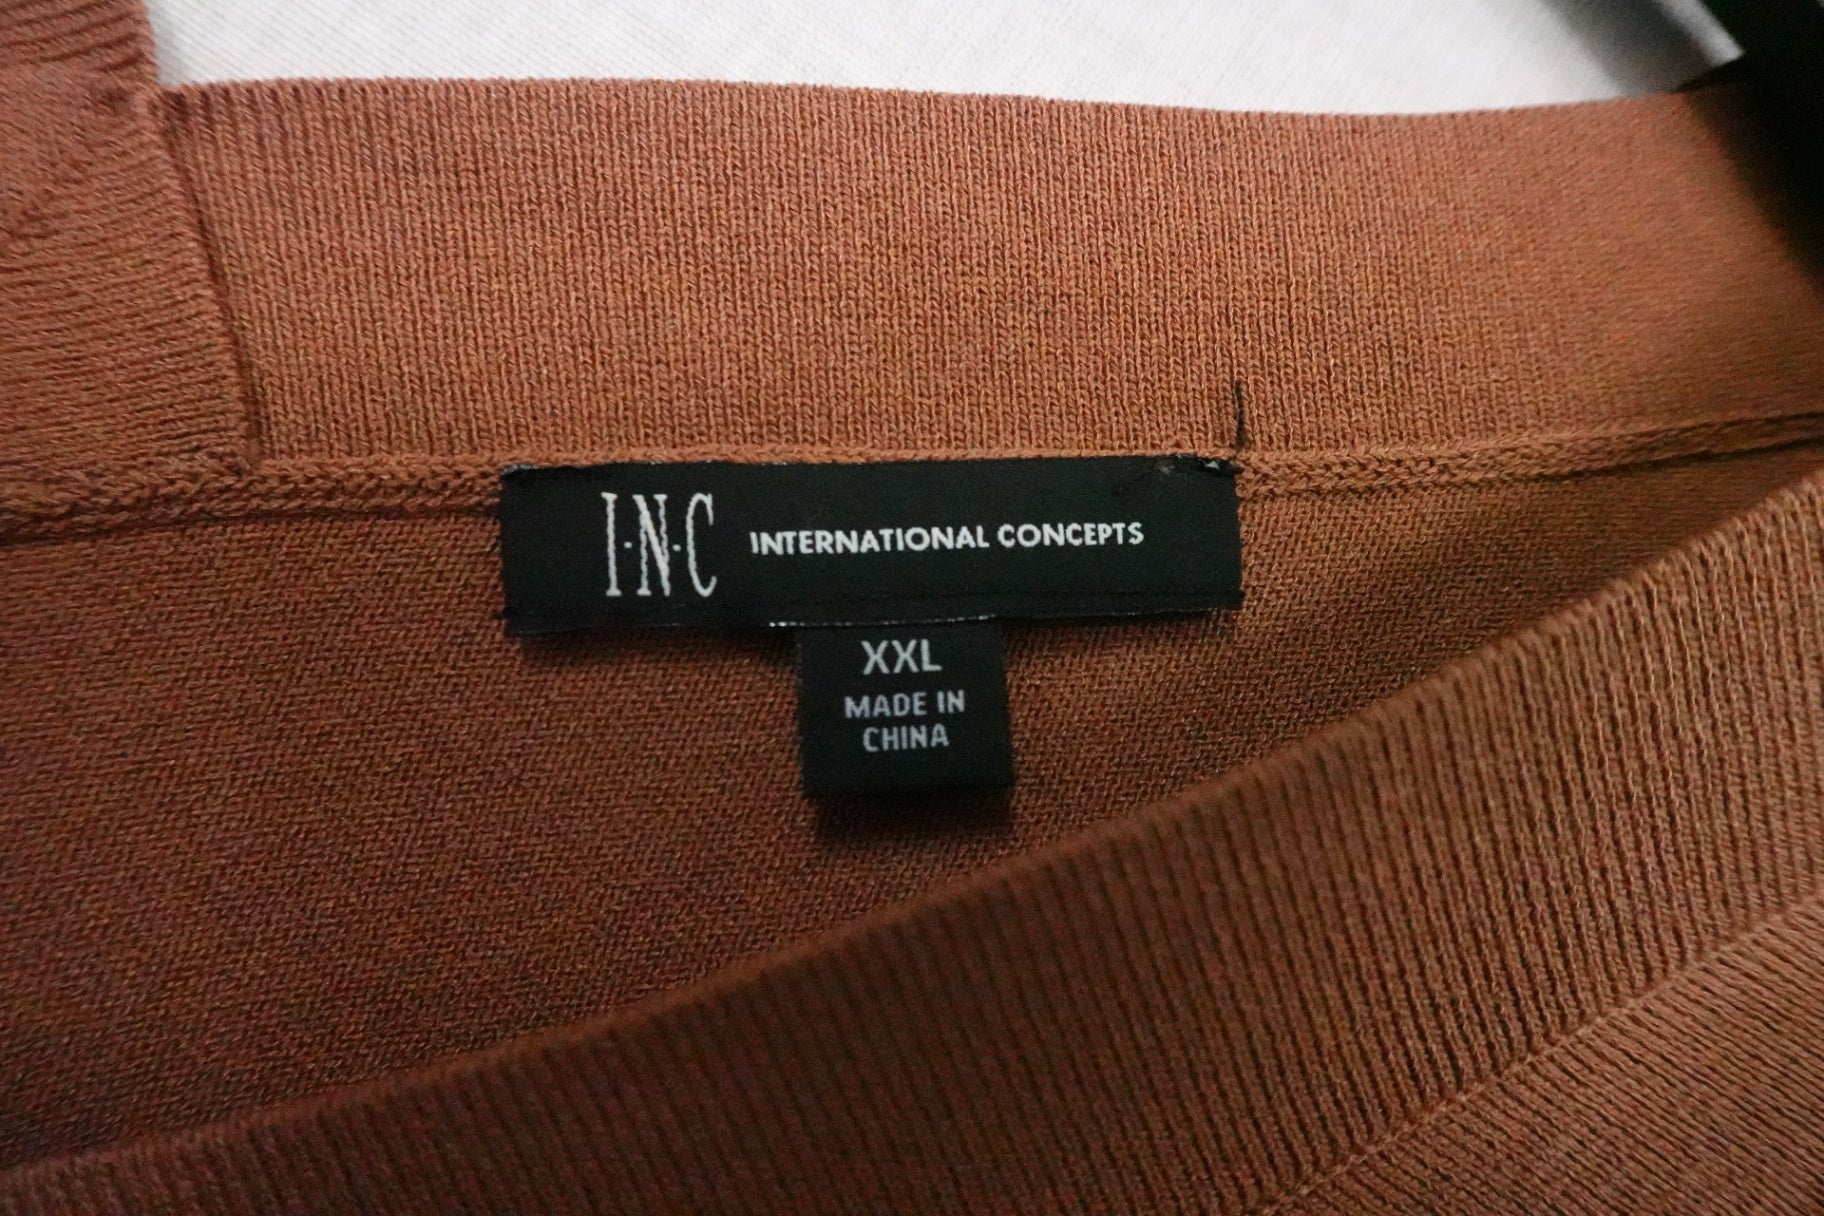 I·N·C INTERNATIONAL CONCEPTS
XXL
MADE IN
CHINA